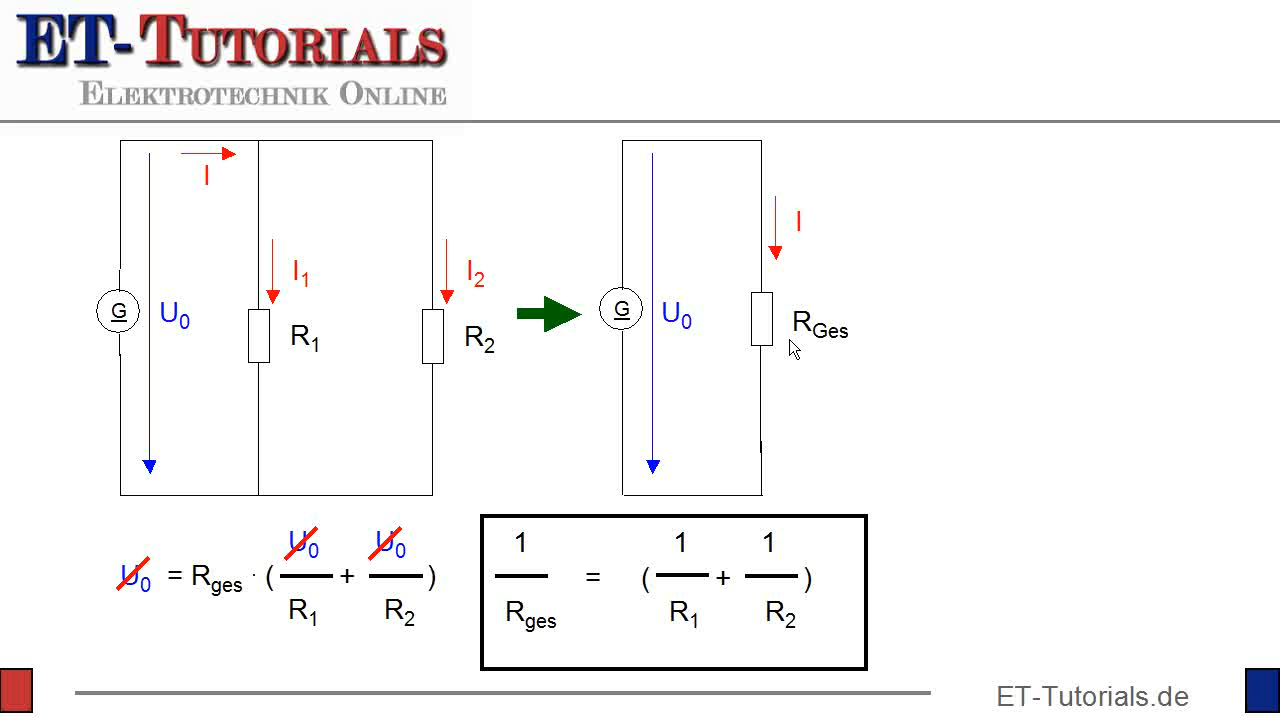 ET-TUTORIALS
ELEKTROTECHNIK ONLINE
I
I
I1
I2
G
U0
R1
R2
G
U0
RGes
U0 = Rges · ( U0 / R1 + U0 / R2 )
1 / Rges = ( 1 / R1 + 1 / R2 )
ET-Tutorials.de